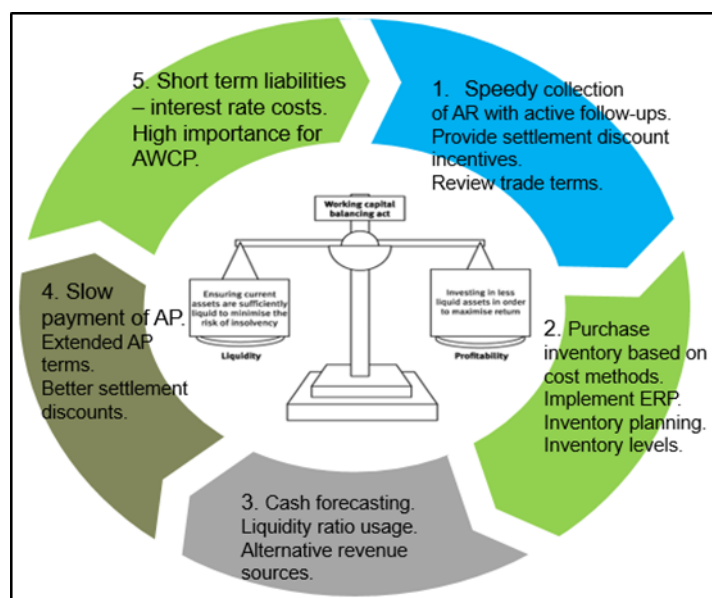 1. Speedy collection
of AR with active follow-ups.
Provide settlement discount
incentives.
Review trade terms.
2. Purchase
inventory based on
cost methods.
Implement ERP.
Inventory planning.
Inventory levels.
3. Cash forecasting.
Liquidity ratio usage.
Alternative revenue
sources.
4. Slow
payment of AP.
Extended AP
terms.
Better settlement
discounts.
5. Short term liabilities
– interest rate costs.
High importance for
AWCP.
Working capital
balancing act
Ensuring current
assets are sufficiently
liquid to minimise the
risk of insolvency
Liquidity
Investing in less
liquid assets in order
to maximise return
Profitability